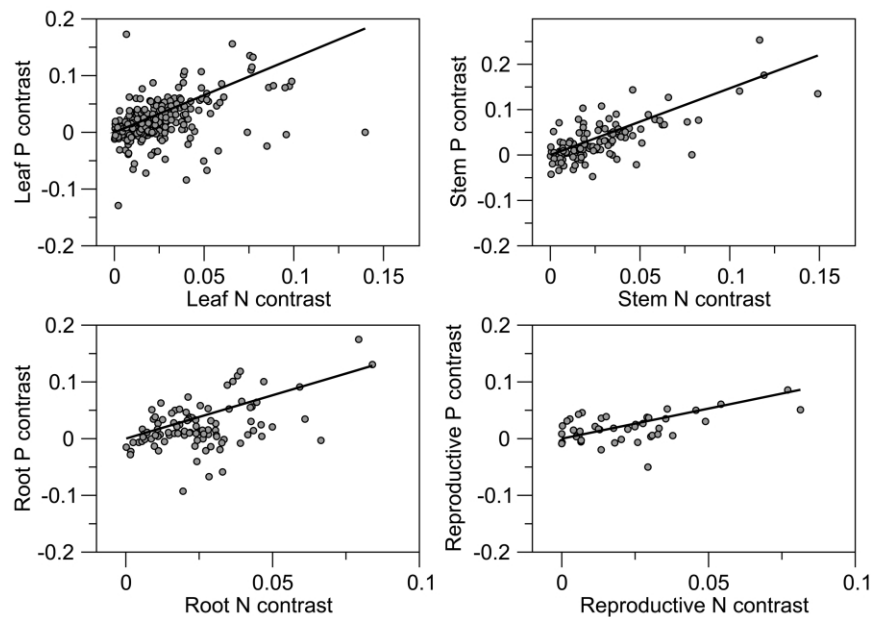 0.2
0.1
0
-0.1
-0.2
Leaf P contrast
0 0.05 0.1 0.15
Leaf N contrast
0.2
0.1
0
-0.1
-0.2
Stem P contrast
0 0.05 0.1 0.15
Stem N contrast
0.2
0.1
0
-0.1
-0.2
Root P contrast
0 0.05 0.1
Root N contrast
0.2
0.1
0
-0.1
-0.2
Reproductive P contrast
0 0.05 0.1
Reproductive N contrast